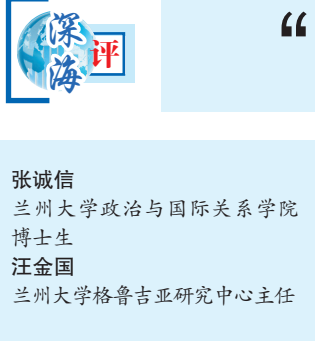 深海评
“
张诚信
兰州大学政治与国际关系学院
博士生
汪金国
兰州大学格鲁吉亚研究中心主任